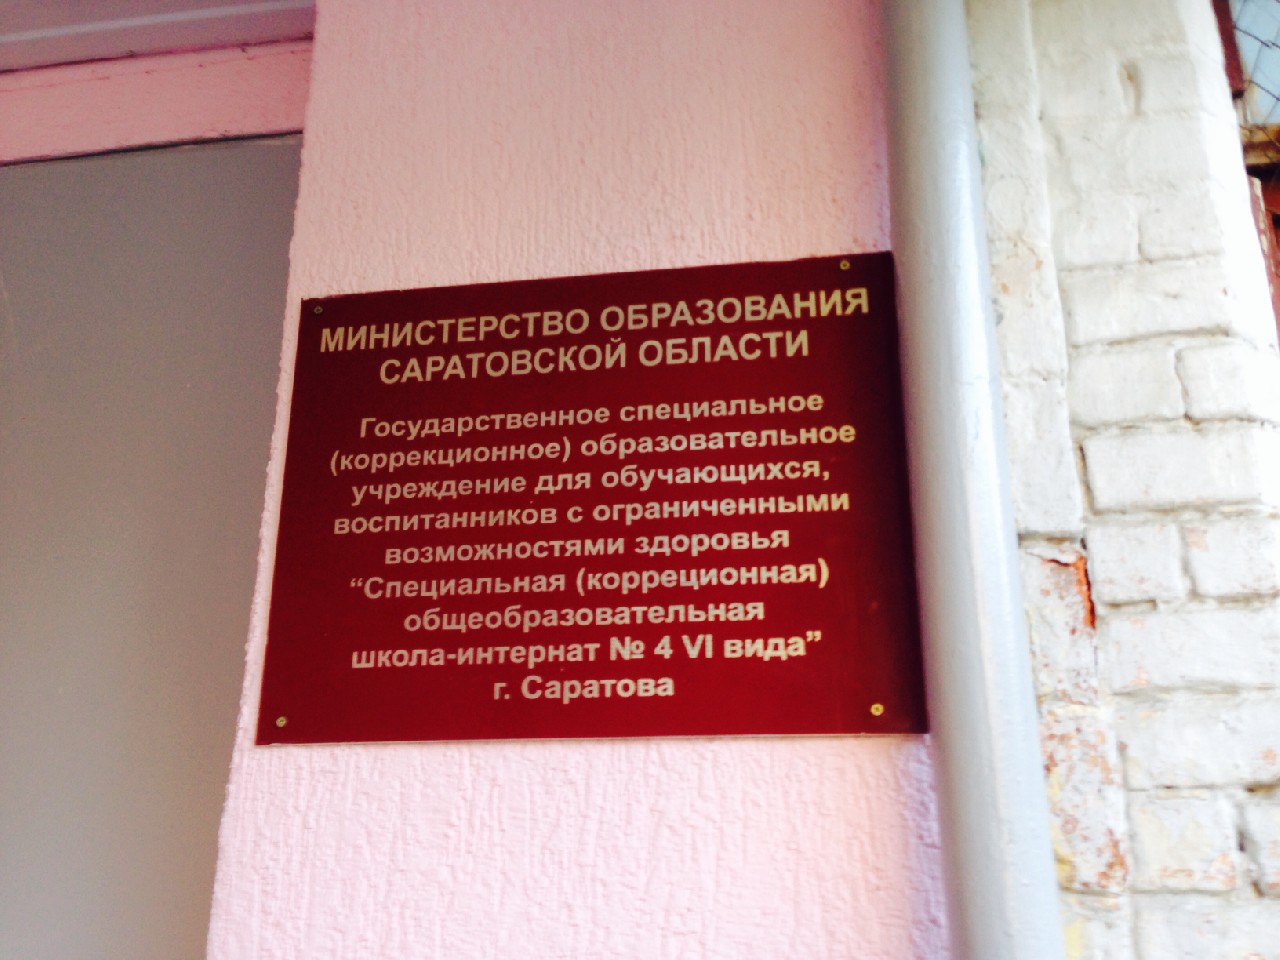 МИНИСТЕРСТВО ОБРАЗОВАНИЯ
САРАТОВСКОЙ ОБЛАСТИ
Государственное специальное
(коррекционное) образовательное
учреждение для обучающихся,
воспитанников с ограниченными
возможностями здоровья
“Специальная (корреционная)
общеобразовательная
школа-интернат № 4 VI вида”
г. Саратова